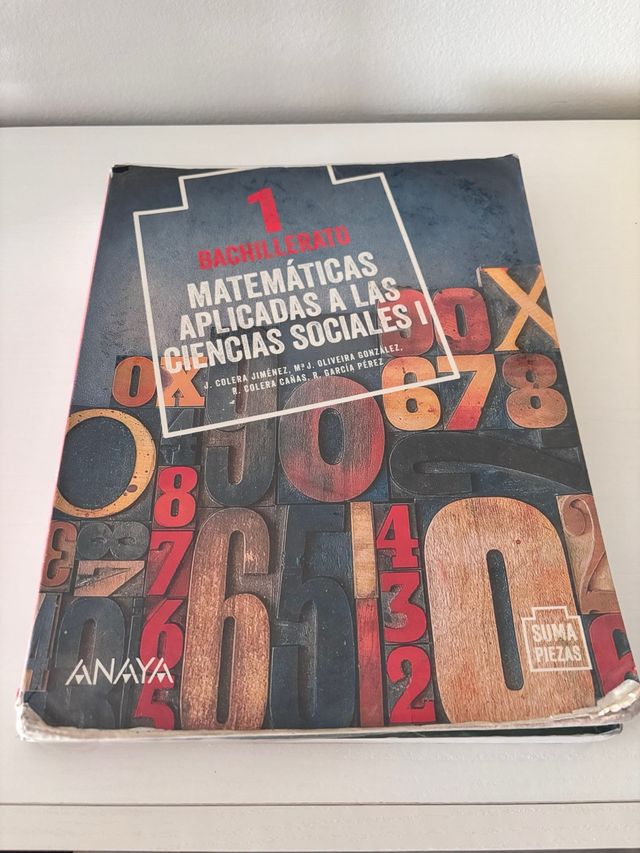 1
BACHILLERATO
MATEMÁTICAS
APLICADAS A LAS
CIENCIAS SOCIALES I
J. COLERA JIMÉNEZ, Mª J. OLIVEIRA GONZÁLEZ,
R. COLERA CAÑAS, R. GARCÍA PÉREZ
ANAYA
SUMA
PIEZAS